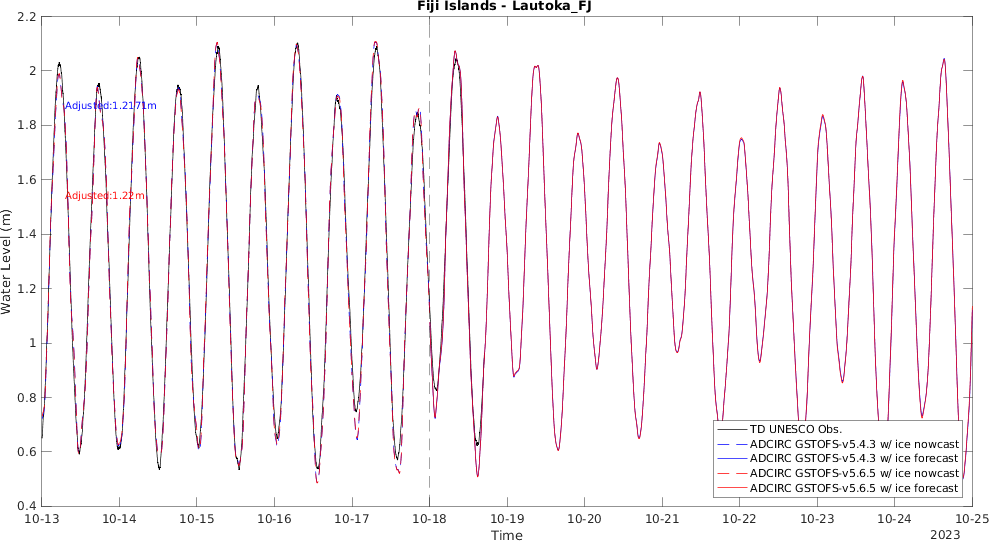 Fiji Islands - Lautoka_FJ
2.2
2
1.8
1.6
1.4
1.2
1
0.8
0.6
0.4
Water Level (m)
Adjusted:1.2171m
Adjusted:1.22m
TD UNESCO Obs.
ADCIRC GSTOFS-v5.4.3 w/ ice nowcast
ADCIRC GSTOFS-v5.4.3 w/ ice forecast
ADCIRC GSTOFS-v5.6.5 w/ ice nowcast
ADCIRC GSTOFS-v5.6.5 w/ ice forecast
10-13 10-14 10-15 10-16 10-17 10-18 10-19 10-20 10-21 10-22 10-23 10-24 10-25
Time
2023